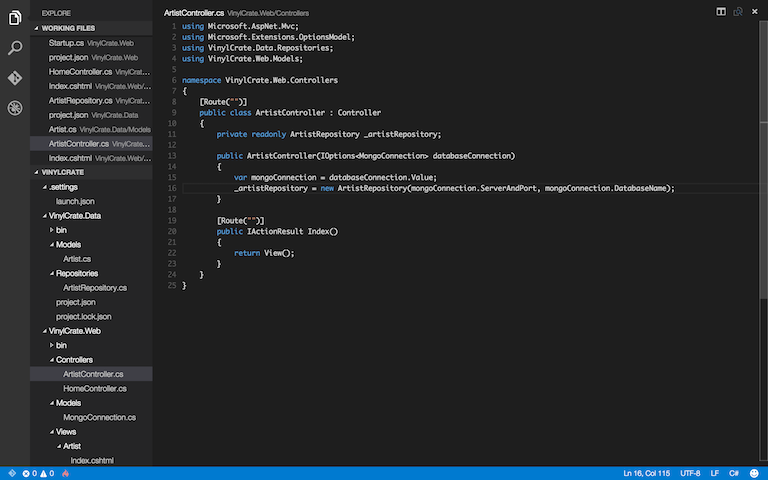 EXPLORE
WORKING FILES
Startup.cs VinylCrate.Web
project.json VinylCrate.Web
HomeController.cs VinylCrat...
Index.cshtml VinylCrate.Web/...
ArtistRepository.cs VinylCrat...
project.json VinylCrate.Data
Artist.cs VinylCrate.Data/Models
ArtistController.cs VinylCrate...
Index.cshtml VinylCrate.Web/...
VINYLCRATE
.settings
launch.json
VinylCrate.Data
bin
Models
Artist.cs
Repositories
ArtistRepository.cs
project.json
project.lock.json
VinylCrate.Web
bin
Controllers
ArtistController.cs
HomeController.cs
Models
MongoConnection.cs
Views
Artist
Index.cshtml
ArtistController.cs VinylCrate.Web/Controllers
1 using Microsoft.AspNet.Mvc;
2 using Microsoft.Extensions.OptionsModel;
3 using VinylCrate.Data.Repositories;
4 using VinylCrate.Web.Models;
5
6 namespace VinylCrate.Web.Controllers
7 {
8 [Route("")]
9 public class ArtistController : Controller
10 {
11 private readonly ArtistRepository _artistRepository;
12
13 public ArtistController(IOptions<MongoConnection> databaseConnection)
14 {
15 var mongoConnection = databaseConnection.Value;
16 _artistRepository = new ArtistRepository(mongoConnection.ServerAndPort, mongoConnection.DatabaseName);
17 }
18
19 [Route("")]
20 public IActionResult Index()
21 {
22 return View();
23 }
24 }
25 }
0 0
Ln 16, Col 115 UTF-8 LF C#